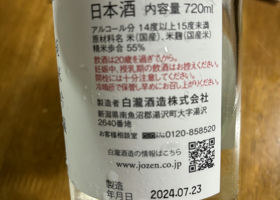 日本酒 内容量 720ml
アルコール分 14度以上15度未満
原材料名 米(国産)、米麹(国産米)
精米歩合 55%
飲酒は20歳を過ぎてから。
妊娠中、授乳期の飲酒はお控えください。
開栓には十分注意してください。
冷暗所で保管し早めにお召し上がりください。
製造者 白瀧酒造株式会社
新潟県南魚沼郡湯沢町大字湯沢
2640番地
お客様相談室 0120-858520
白瀧酒造の情報はこちら
www.jozen.co.jp
製造
年月日 2024.07.23